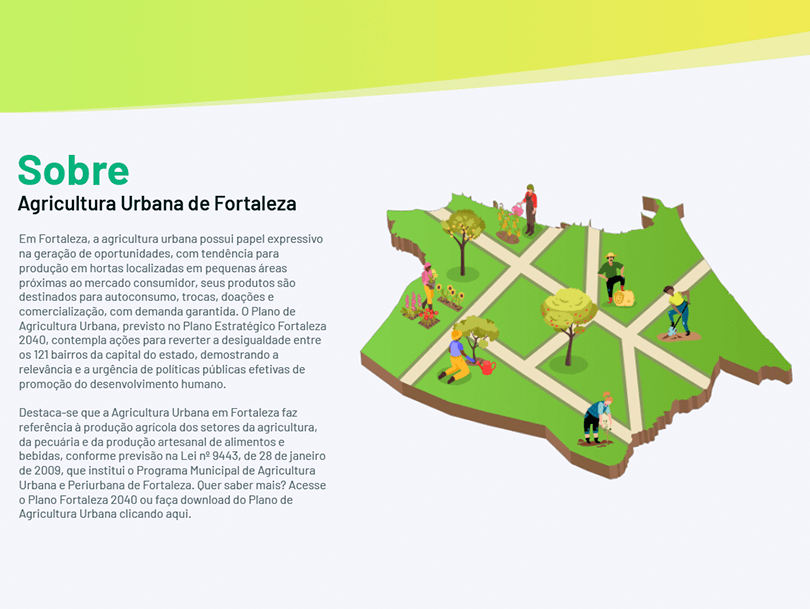 Sobre
Agricultura Urbana de Fortaleza
Em Fortaleza, a agricultura urbana possui papel expressivo
na geração de oportunidades, com tendência para
produção em hortas localizadas em pequenas áreas
próximas ao mercado consumidor, seus produtos são
destinados para autoconsumo, trocas, doações e
comercialização, com demanda garantida. O Plano de
Agricultura Urbana, previsto no Plano Estratégico Fortaleza
2040, contempla ações para reverter a desigualdade entre
os 121 bairros da capital do estado, demostrando a
relevância e a urgência de políticas públicas efetivas de
promoção do desenvolvimento humano.
Destaca-se que a Agricultura Urbana em Fortaleza faz
referência à produção agrícola dos setores da agricultura,
da pecuária e da produção artesanal de alimentos e
bebidas, conforme previsão na Lei nº 9443, de 28 de janeiro
de 2009, que institui o Programa Municipal de Agricultura
Urbana e Periurbana de Fortaleza. Quer saber mais? Acesse
o Plano Fortaleza 2040 ou faça download do Plano de
Agricultura Urbana clicando aqui.